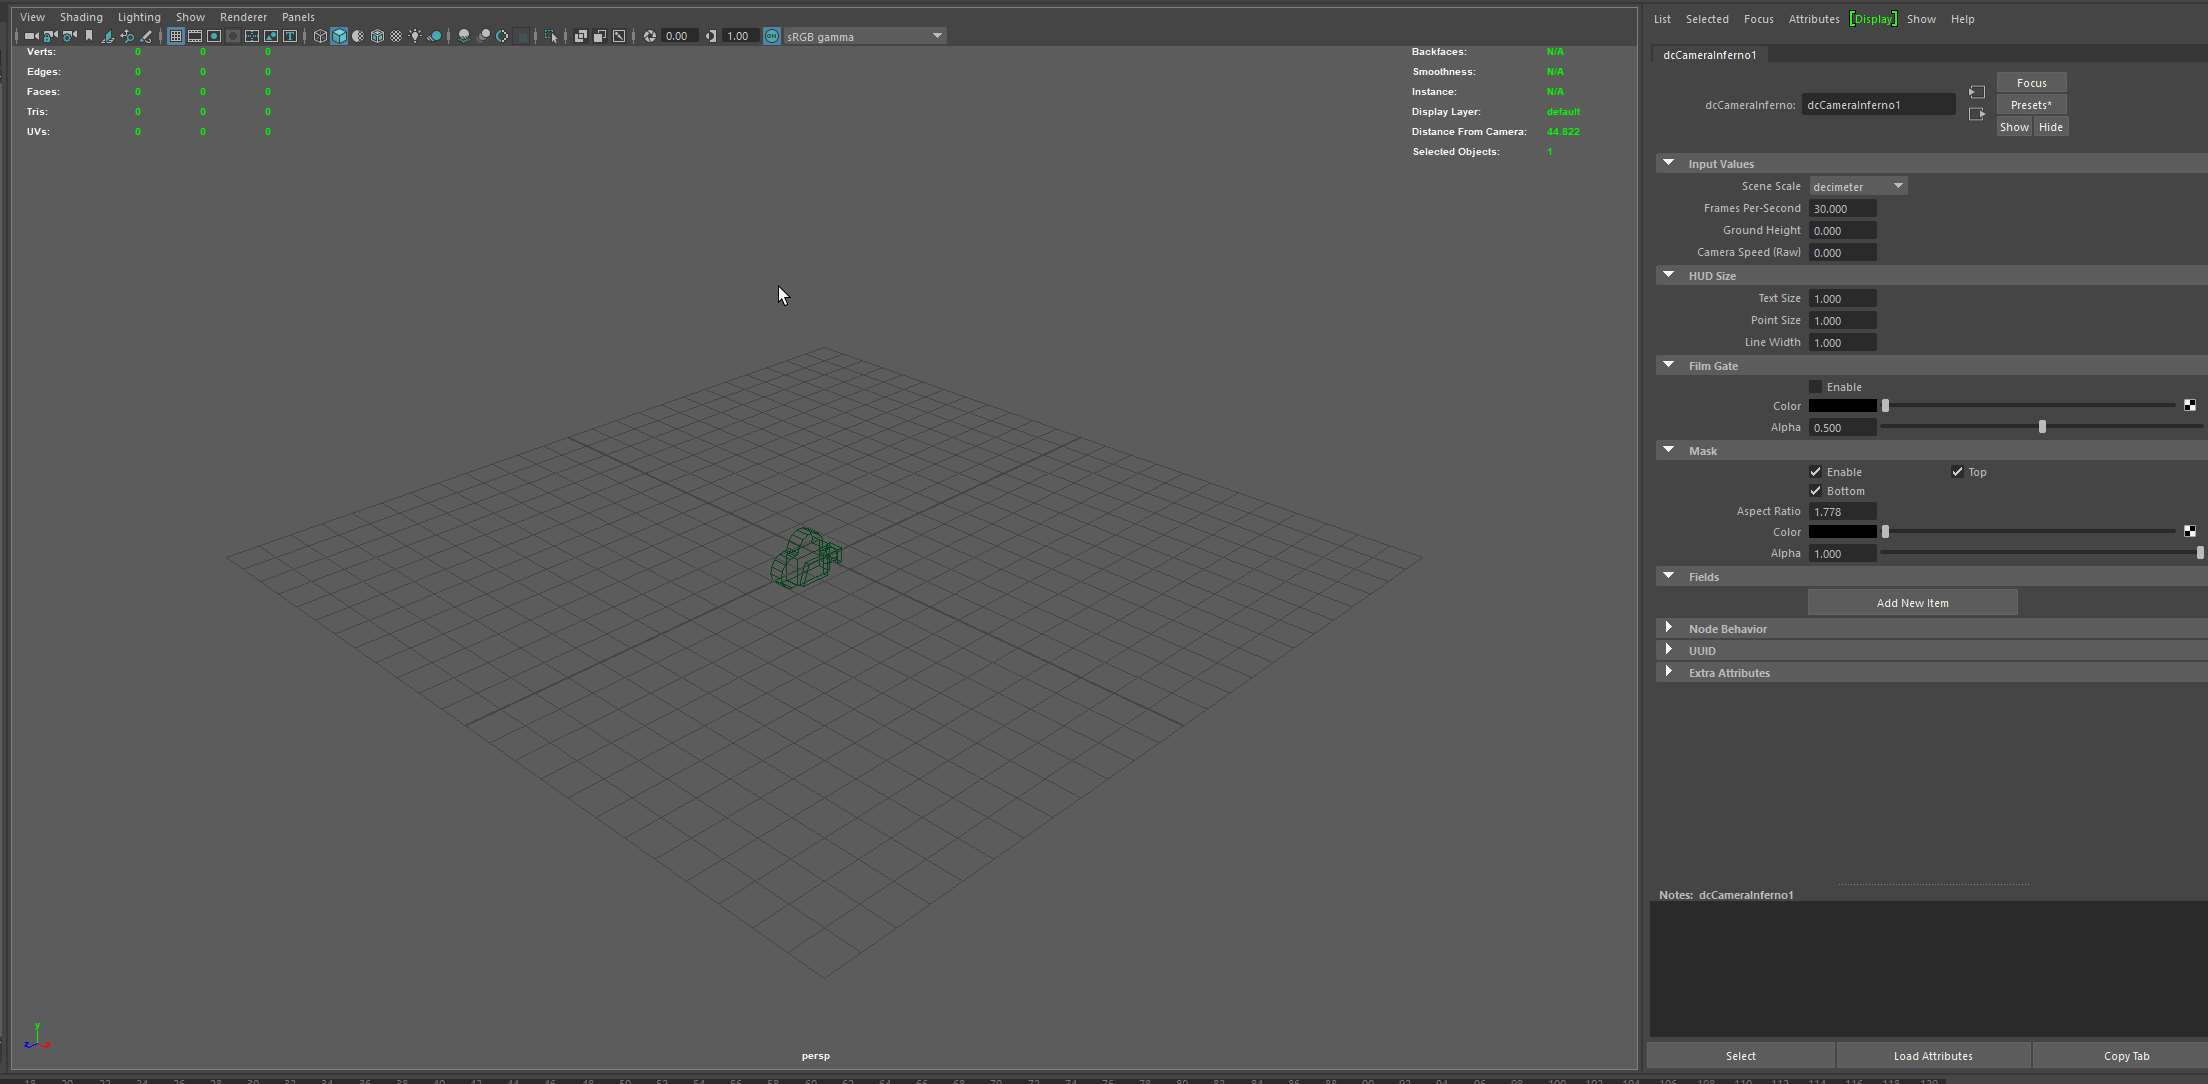 View Shading Lighting Show Renderer Panels
0.00 1.00 ON sRGB gamma
Verts: 0 0 0
Edges: 0 0 0
Faces: 0 0 0
Tris: 0 0 0
UVs: 0 0 0
Backfaces: N/A
Smoothness: N/A
Instance: N/A
Display Layer: default
Distance From Camera: 44.822
Selected Objects: 1
y
z x
persp
List Selected Focus Attributes [Display] Show Help
dcCameraInferno1
dcCameraInferno: dcCameraInferno1
Focus
Presets*
Show Hide
Input Values
Scene Scale decimeter
Frames Per-Second 30.000
Ground Height 0.000
Camera Speed (Raw) 0.000
HUD Size
Text Size 1.000
Point Size 1.000
Line Width 1.000
Film Gate
Enable
Color
Alpha 0.500
Mask
Enable Top
Bottom
Aspect Ratio 1.778
Color
Alpha 1.000
Fields
Add New Item
Node Behavior
UUID
Extra Attributes
Notes: dcCameraInferno1
Select Load Attributes Copy Tab